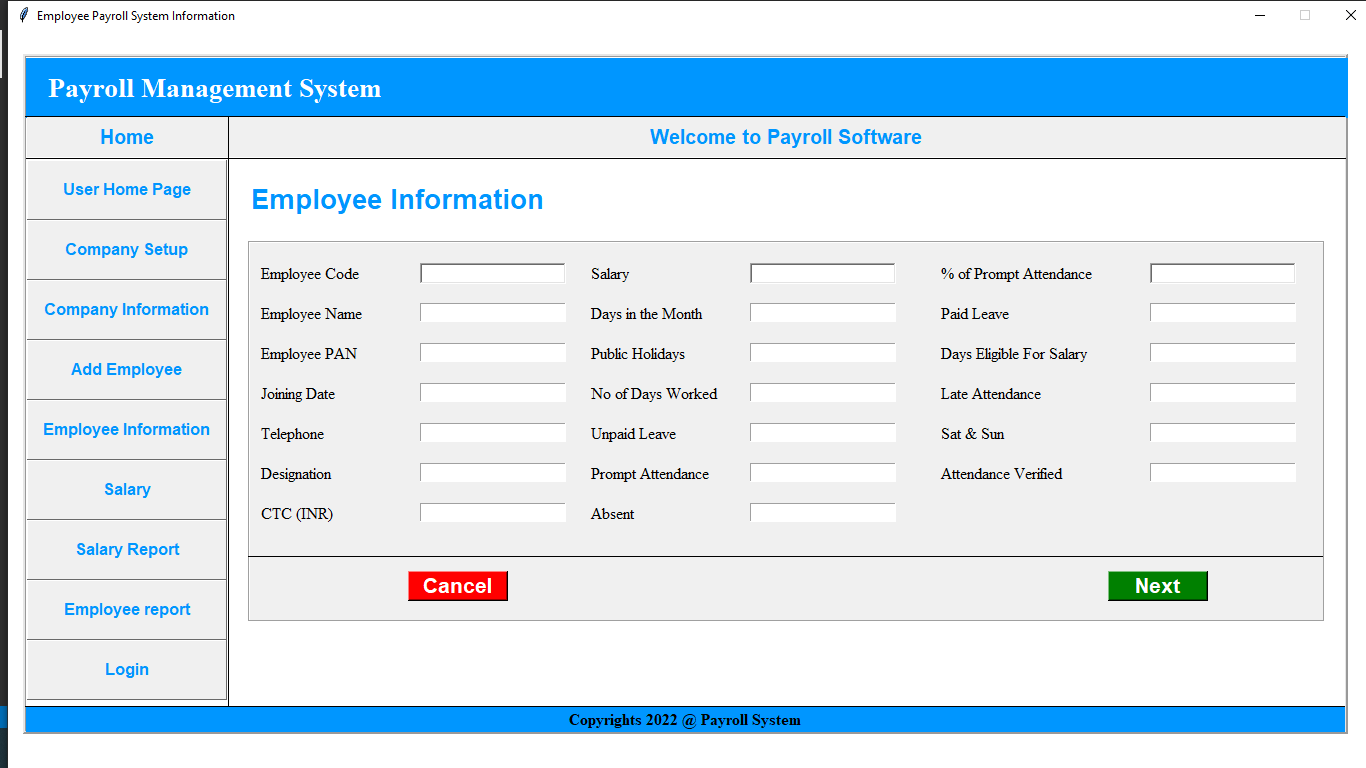 Employee Payroll System Information
Payroll Management System
Home
Welcome to Payroll Software
User Home Page
Company Setup
Company Information
Add Employee
Employee Information
Salary
Salary Report
Employee report
Login
Employee Information
Employee Code Salary % of Prompt Attendance
Employee Name Days in the Month Paid Leave
Employee PAN Public Holidays Days Eligible For Salary
Joining Date No of Days Worked Late Attendance
Telephone Unpaid Leave Sat & Sun
Designation Prompt Attendance Attendance Verified
CTC (INR) Absent
Cancel Next
Copyrights 2022 @ Payroll System